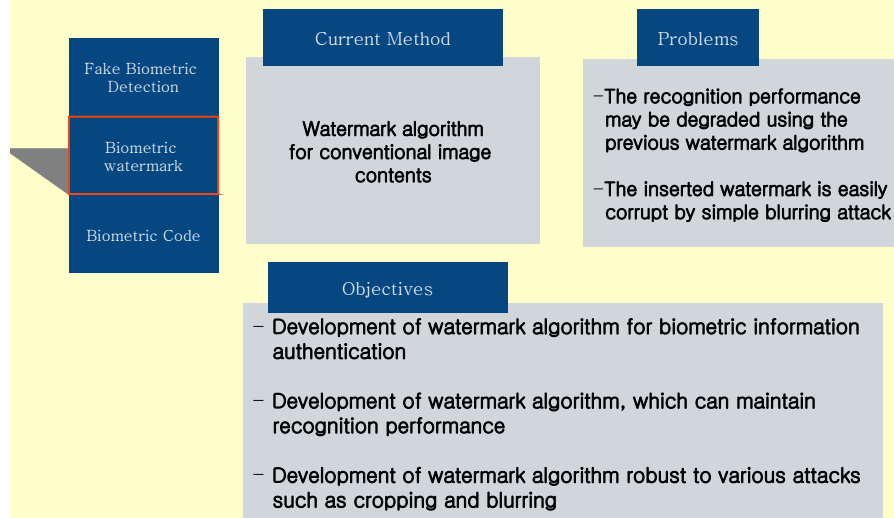 Fake Biometric
Detection
Biometric
watermark
Biometric Code
Current Method
Watermark algorithm
for conventional image
contents
Problems
-The recognition performance
may be degraded using the
previous watermark algorithm
-The inserted watermark is easily
corrupt by simple blurring attack
Objectives
- Development of watermark algorithm for biometric information
authentication
- Development of watermark algorithm, which can maintain
recognition performance
- Development of watermark algorithm robust to various attacks
such as cropping and blurring